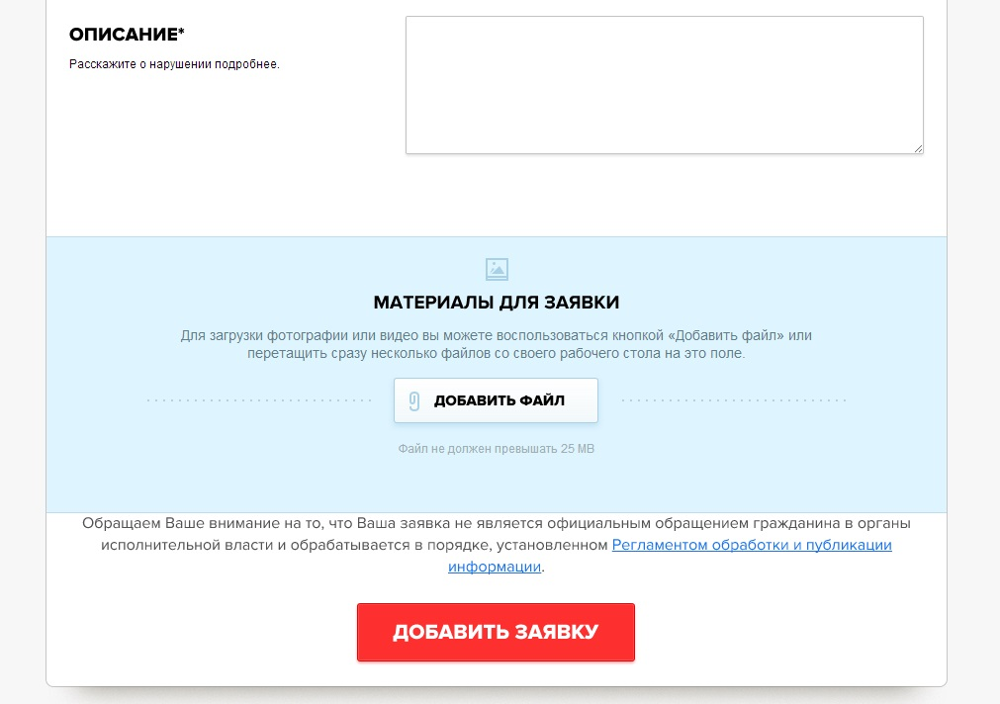 ОПИСАНИЕ*
Расскажите о нарушении подробнее.
МАТЕРИАЛЫ ДЛЯ ЗАЯВКИ
Для загрузки фотографии или видео вы можете воспользоваться кнопкой «Добавить файл» или
перетащить сразу несколько файлов со своего рабочего стола на это поле.
ДОБАВИТЬ ФАЙЛ
Файл не должен превышать 25 MB
Обращаем Ваше внимание на то, что Ваша заявка не является официальным обращением гражданина в органы
исполнительной власти и обрабатывается в порядке, установленном Регламентом обработки и публикации
информации.
ДОБАВИТЬ ЗАЯВКУ